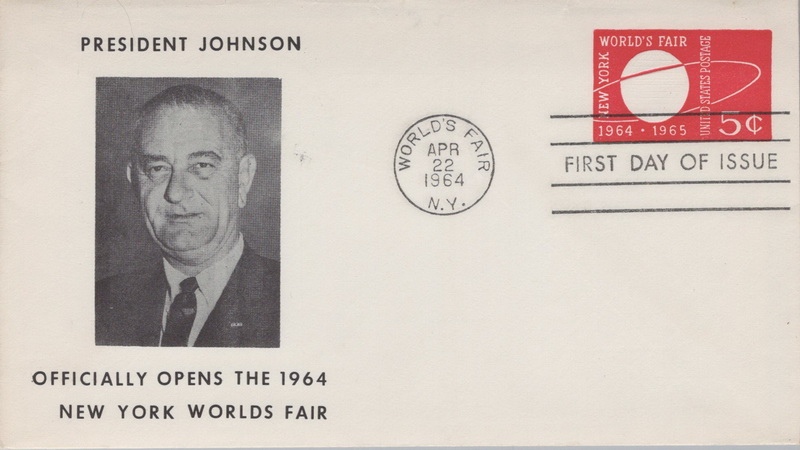 PRESIDENT JOHNSON
OFFICIALLY OPENS THE 1964
NEW YORK WORLDS FAIR
WORLD'S FAIR
APR
22
1964
N.Y.
NEW YORK
WORLD'S FAIR
UNITED STATES POSTAGE
1964 · 1965
5¢
FIRST DAY OF ISSUE